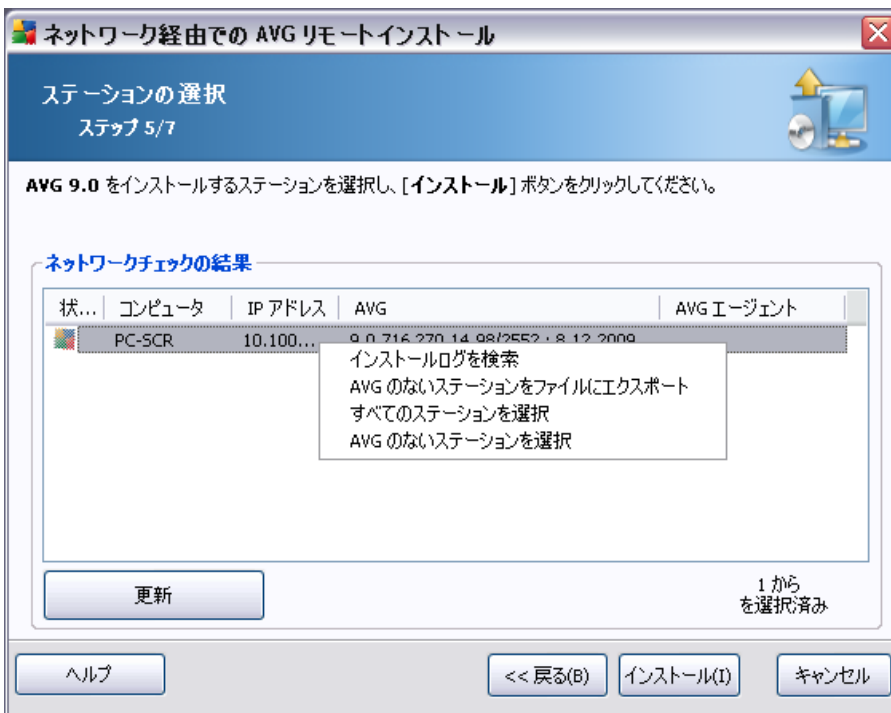 ネットワーク経由での AVG リモートインストール
ステーションの選択
ステップ 5/7
AVG 9.0 をインストールするステーションを選択し、[インストール] ボタンをクリックしてください。
ネットワークチェックの結果
状... コンピュータ IP アドレス AVG AVG エージェント
PC-SCR 10.100... 9.0.716 270.14.98/2552 : 8.12.2009
インストールログを検索
AVG のないステーションをファイルにエクスポート
すべてのステーションを選択
AVG のないステーションを選択
更新
1 から
を選択済み
ヘルプ
<< 戻る(B)
インストール(I)
キャンセル